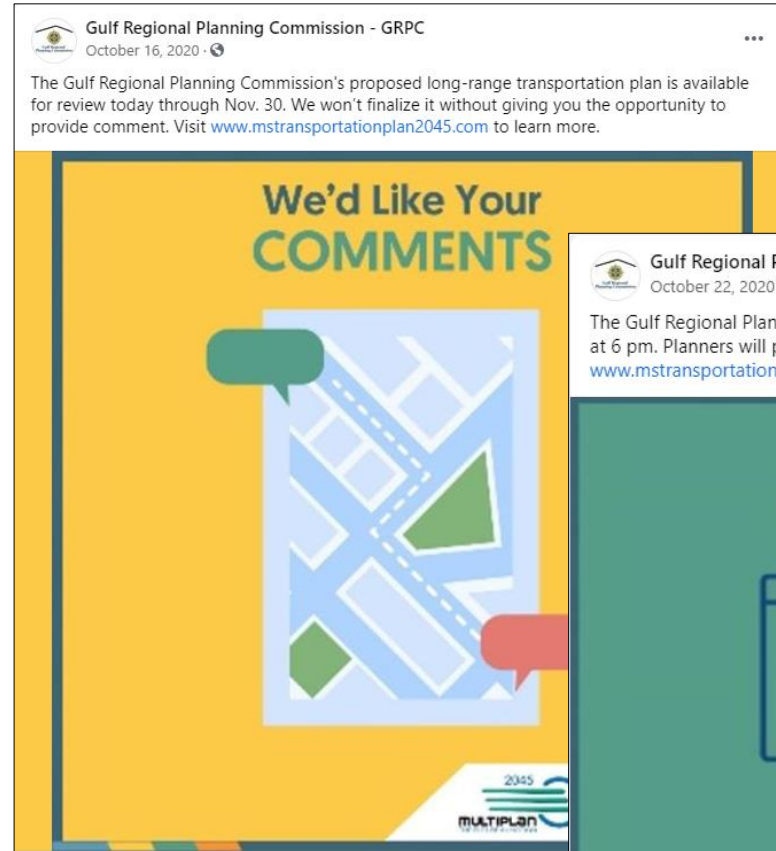 Gulf Regional Planning Commission - GRPC
October 16, 2020 ·
The Gulf Regional Planning Commission's proposed long-range transportation plan is available
for review today through Nov. 30. We won't finalize it without giving you the opportunity to
provide comment. Visit www.mstransportationplan2045.com to learn more.
We'd Like Your
COMMENTS
2045
MULTIPLAN
Gulf Regional
October 22, 2020
The Gulf Regional Plan
at 6 pm. Planners will
www.mstransportation